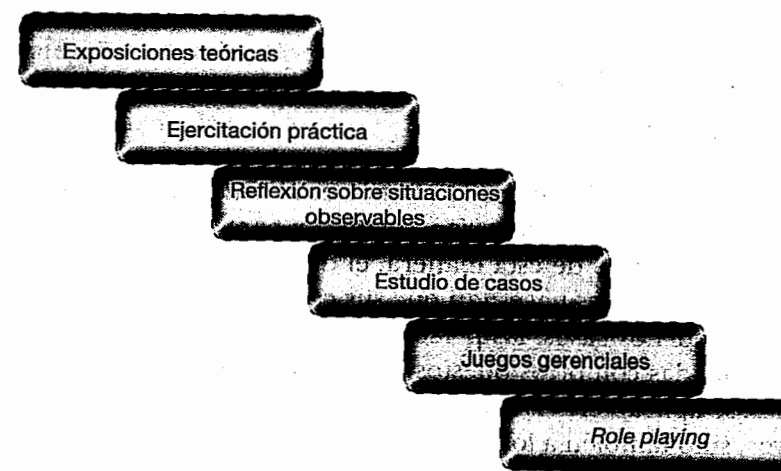 Exposiciones teóricas
Ejercitación práctica
Reflexión sobre situaciones
observables
Estudio de casos
Juegos gerenciales
Role playing